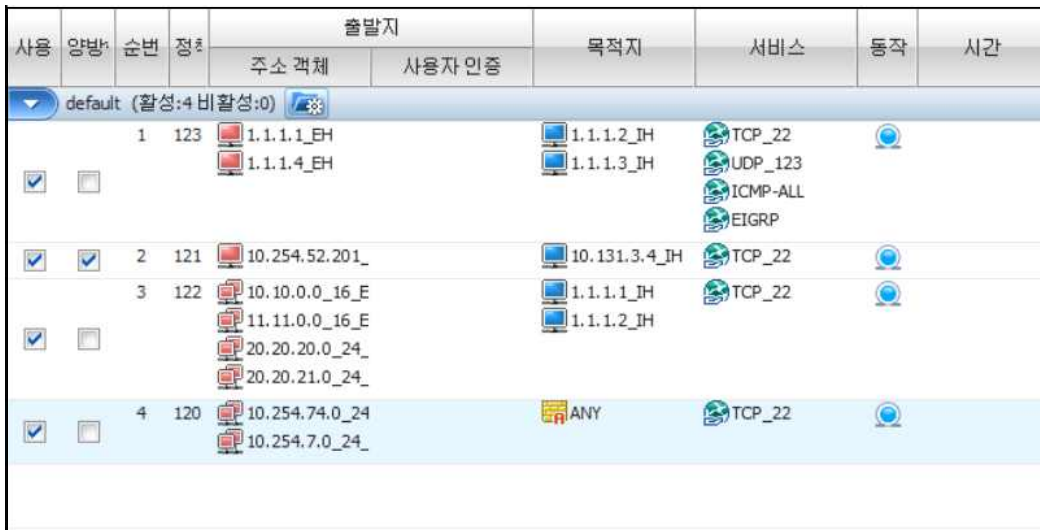 사용 양방 순번 정 출발지 목적지 서비스 동작 시간
주소 객체 사용자 인증
default (활성:4 비활성:0)
1 123 1.1.1.1_EH 1.1.1.2_IH TCP_22
1.1.1.4_EH 1.1.1.3_IH UDP_123
ICMP-ALL
EIGRP
2 121 10.254.52.201_ 10.131.3.4_IH TCP_22
3 122 10.10.0.0_16_E 1.1.1.1_IH TCP_22
11.11.0.0_16_E 1.1.1.2_IH
20.20.20.0_24_
20.20.21.0_24_
4 120 10.254.74.0_24 ANY TCP_22
10.254.7.0_24_